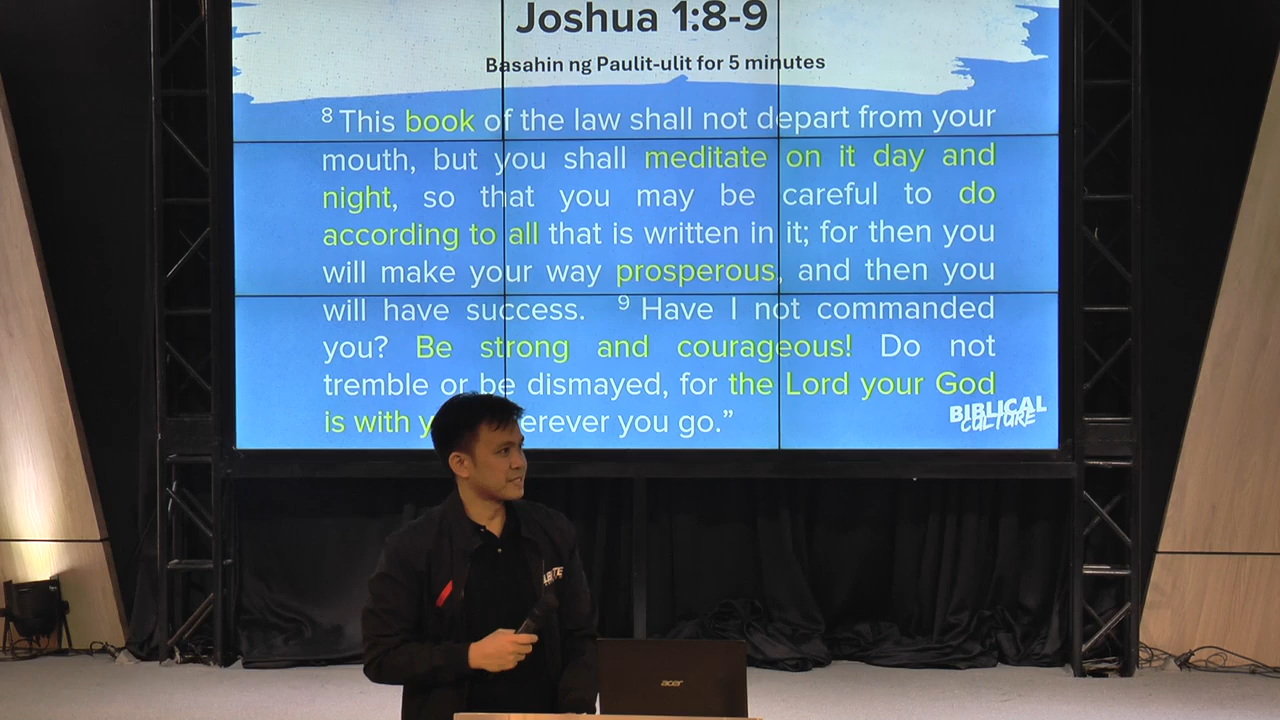 Joshua 1:8-9
Basahin ng Paulit-ulit for 5 minutes
8 This book of the law shall not depart from your
mouth, but you shall meditate on it day and
night, so that you may be careful to do
according to all that is written in it; for then you
will make your way prosperous, and then you
will have success. 9 Have I not commanded
you? Be strong and courageous! Do not
tremble or be dismayed, for the Lord your God
is with you go.”
BIBLICAL
CULTURE
acer